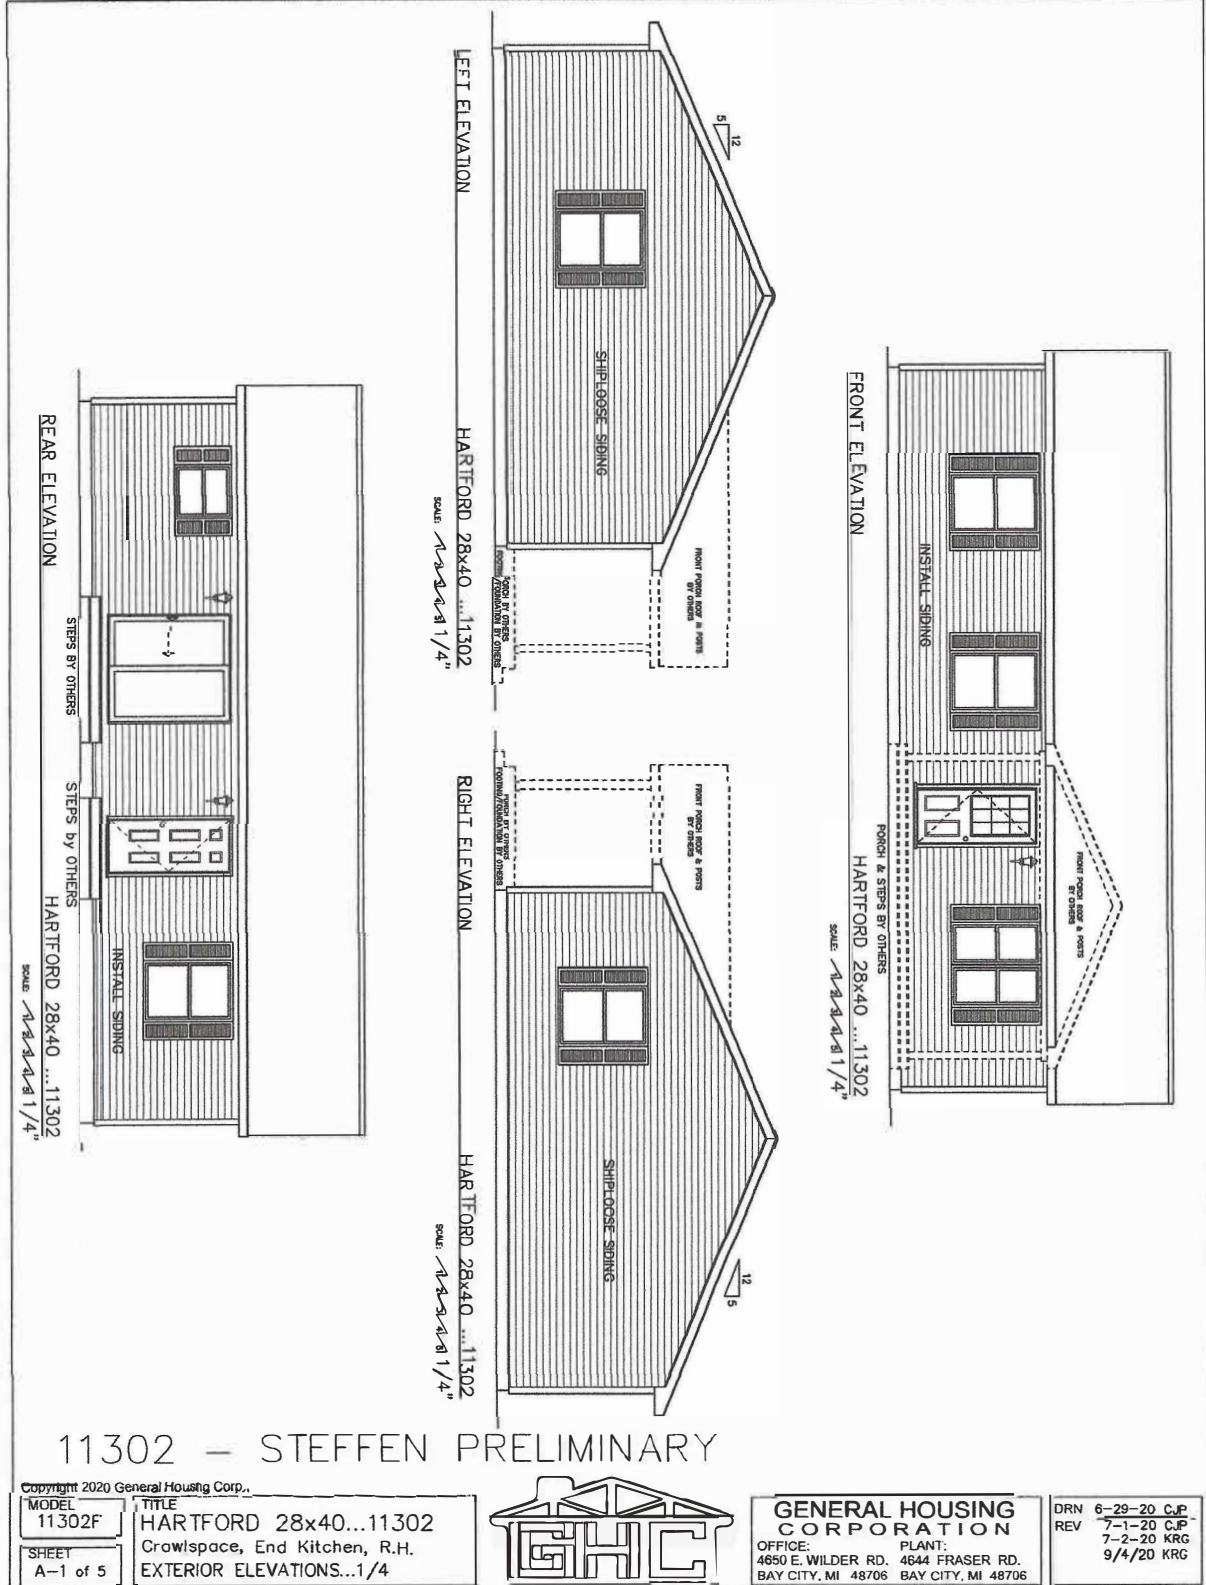 LEFT ELEVATION
HARTFORD 28x40 ...11302
SCALE: 1/4"
12
5
SHIPLOOSE SIDING
FRONT PORCH ROOF & POSTS
BY OTHERS
PORCH BY OTHERS
FOOTING/FOUNDATION BY OTHERS
RIGHT ELEVATION
HARTFORD 28x40 ...11302
SCALE: 1/4"
12
5
SHIPLOOSE SIDING
FRONT PORCH ROOF & POSTS
BY OTHERS
PORCH BY OTHERS
FOOTING/FOUNDATION BY OTHERS
FRONT ELEVATION
HARTFORD 28x40 ...11302
SCALE: 1/4"
INSTALL SIDING
PORCH & STEPS BY OTHERS
FRONT PORCH ROOF & POSTS
BY OTHERS
REAR ELEVATION
HARTFORD 28x40 ...11302
SCALE: 1/4"
STEPS BY OTHERS
STEPS by OTHERS
INSTALL SIDING
11302 – STEFFEN PRELIMINARY
Copyright 2020 General Housing Corp.,
MODEL
11302F
SHEET
A-1 of 5
TITLE
HARTFORD 28x40...11302
Crawlspace, End Kitchen, R.H.
EXTERIOR ELEVATIONS...1/4
GHC
GENERAL HOUSING
CORPORATION
OFFICE: PLANT:
4650 E. WILDER RD. 4644 FRASER RD.
BAY CITY, MI 48706 BAY CITY, MI 48706
DRN 6-29-20 CJP
REV 7-1-20 CJP
7-2-20 KRG
9/4/20 KRG